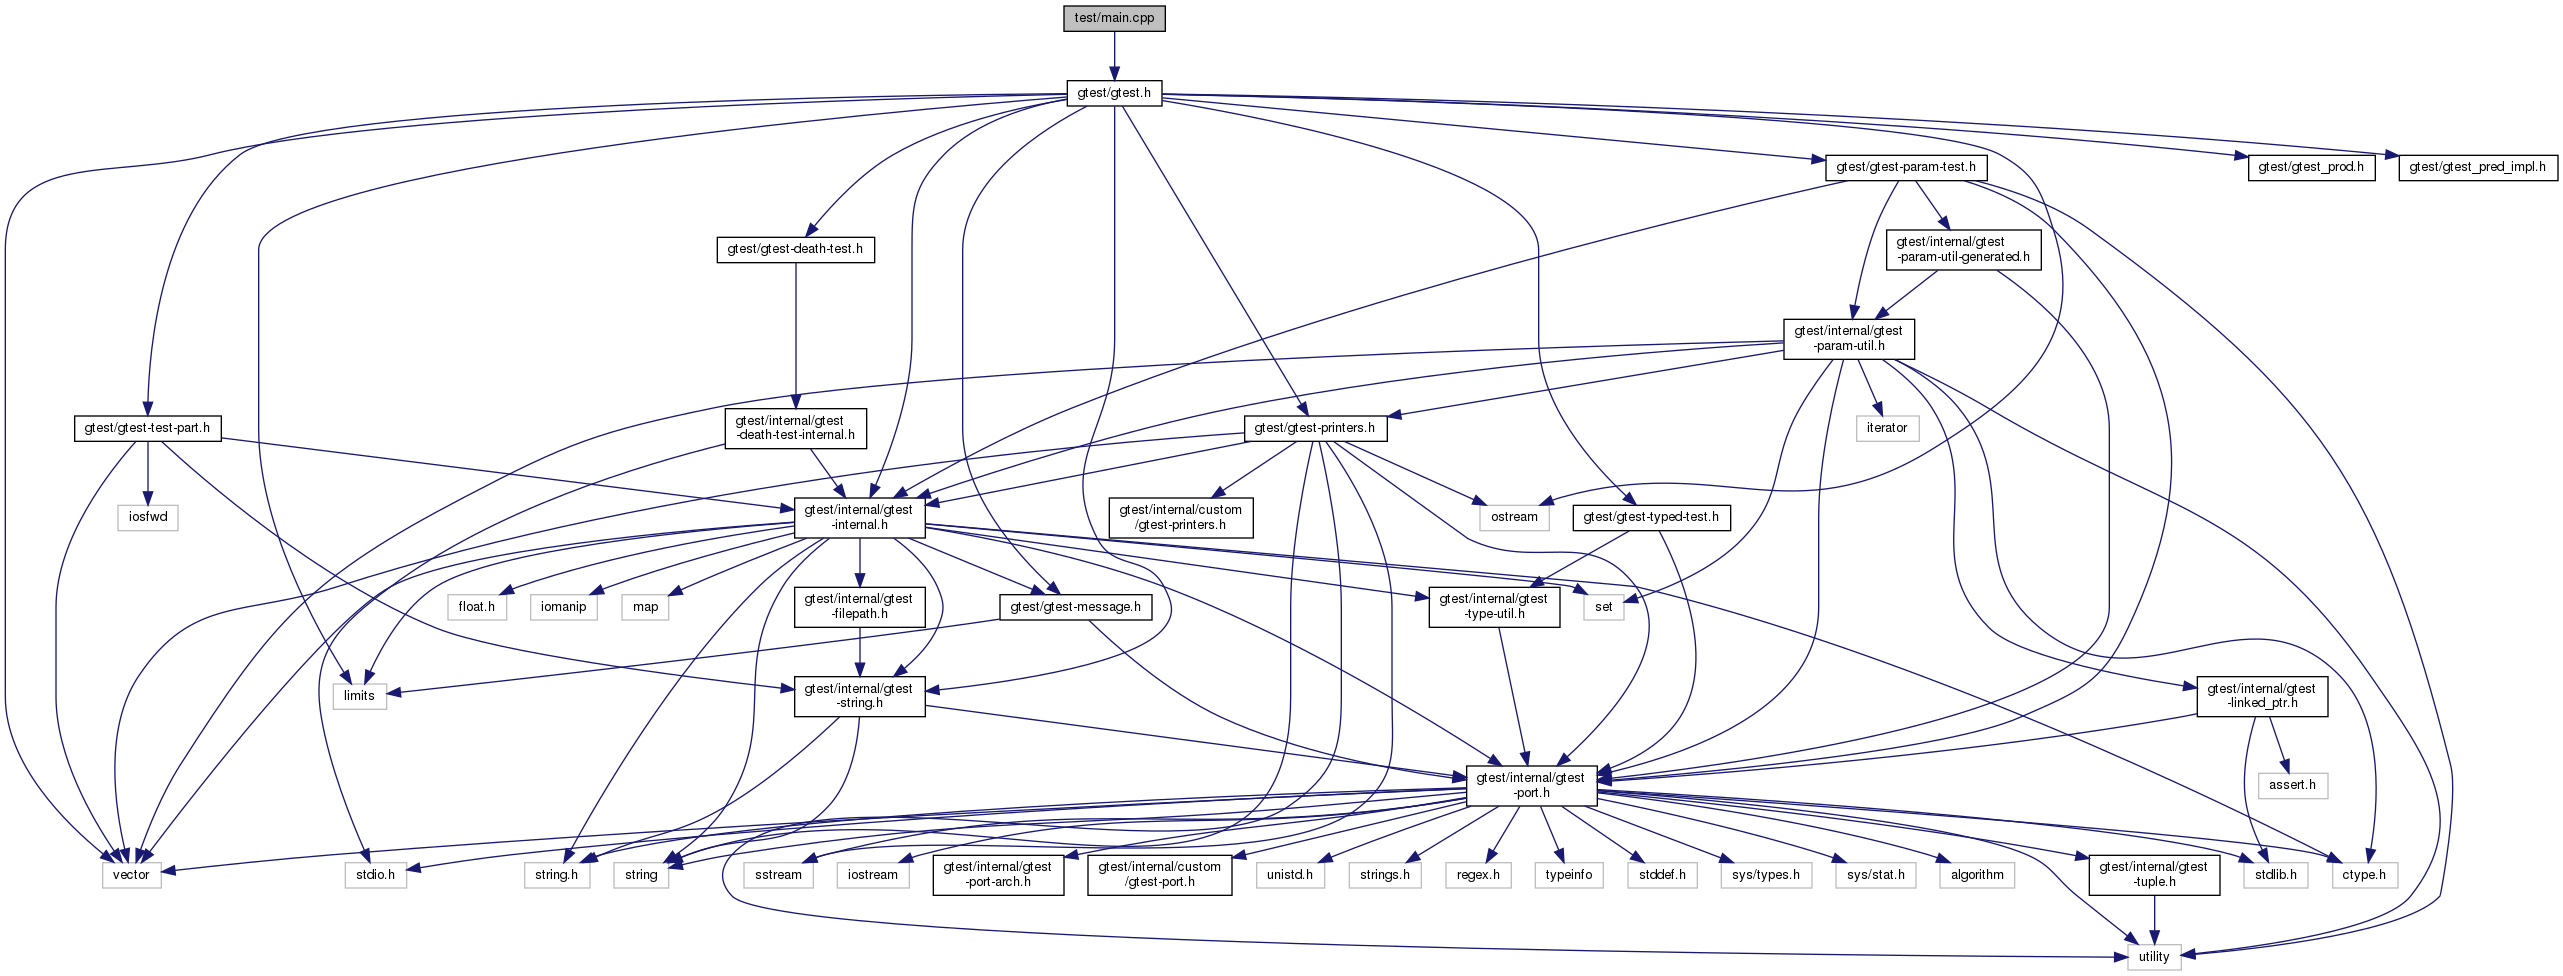 test/main.cpp
gtest/gtest.h
gtest/gtest-param-test.h
gtest/gtest_prod.h
gtest/gtest_pred_impl.h
gtest/gtest-death-test.h
gtest/internal/gtest
-param-util-generated.h
gtest/internal/gtest
-param-util.h
gtest/gtest-test-part.h
gtest/internal/gtest
-death-test-internal.h
gtest/gtest-printers.h
iterator
iosfwd
gtest/internal/gtest
-internal.h
gtest/internal/custom
/gtest-printers.h
ostream
gtest/gtest-typed-test.h
float.h
iomanip
map
gtest/internal/gtest
-filepath.h
gtest/gtest-message.h
gtest/internal/gtest
-type-util.h
set
limits
gtest/internal/gtest
-string.h
gtest/internal/gtest
-linked_ptr.h
gtest/internal/gtest
-port.h
assert.h
vector
stdio.h
string.h
string
sstream
iostream
gtest/internal/gtest
-port-arch.h
gtest/internal/custom
/gtest-port.h
unistd.h
strings.h
regex.h
typeinfo
stddef.h
sys/types.h
sys/stat.h
algorithm
gtest/internal/gtest
-tuple.h
stdlib.h
ctype.h
utility